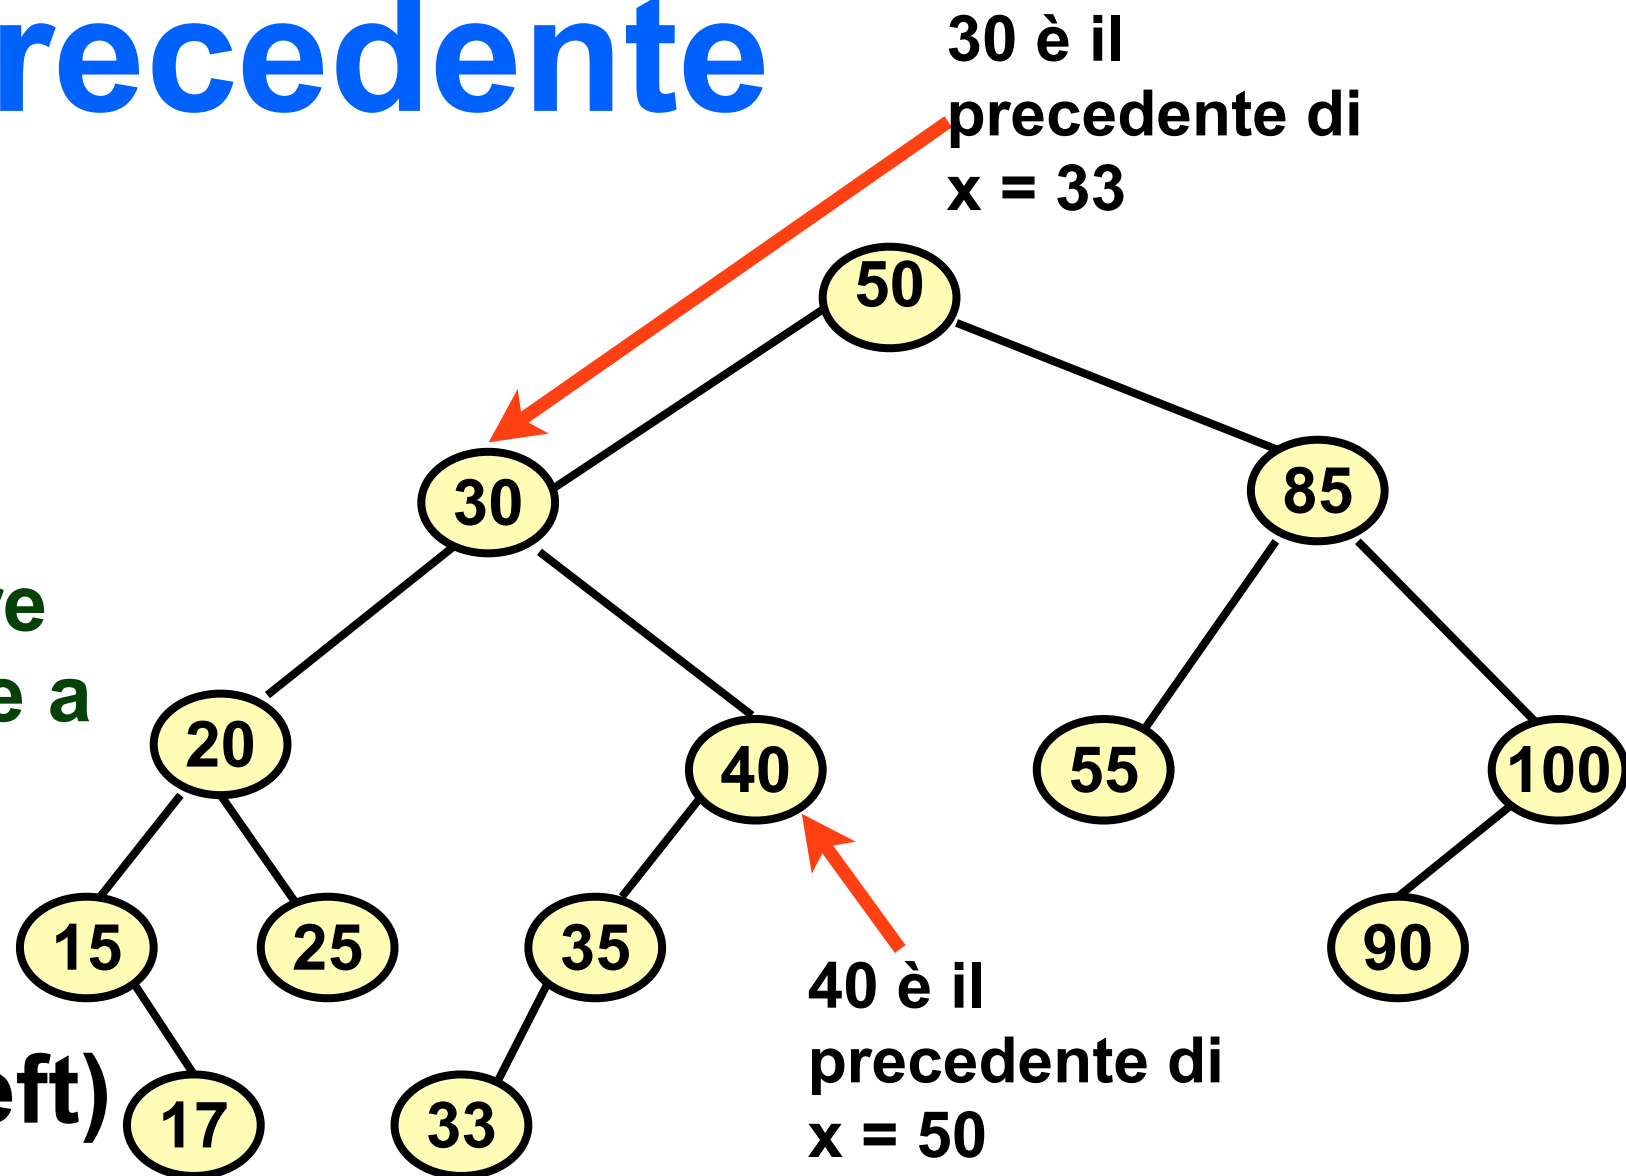 recedente
30 è il
precedente di
x = 33
50
30
85
re
e a
20
40
55
100
15
25
35
90
40 è il
precedente di
x = 50
eft)
17
33